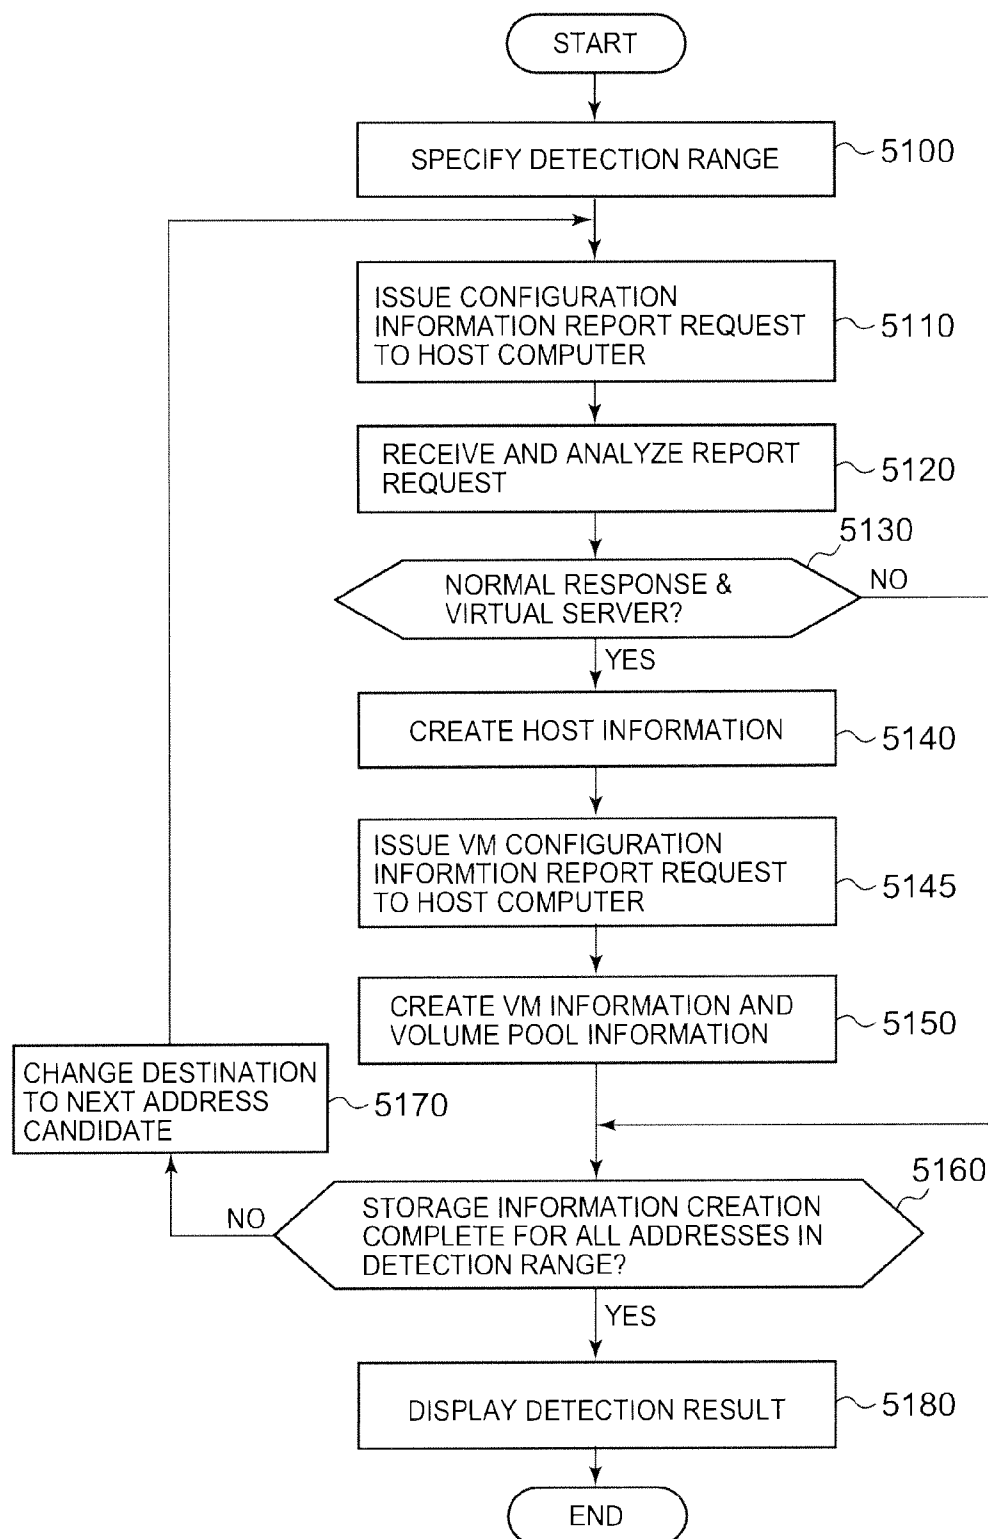 START
SPECIFY DETECTION RANGE
5100
ISSUE CONFIGURATION
INFORMATION REPORT REQUEST
TO HOST COMPUTER
5110
RECEIVE AND ANALYZE REPORT
REQUEST
5120
5130
NORMAL RESPONSE &
VIRTUAL SERVER?
NO
YES
CREATE HOST INFORMATION
5140
ISSUE VM CONFIGURATION
INFORMTION REPORT REQUEST
TO HOST COMPUTER
5145
CREATE VM INFORMATION AND
VOLUME POOL INFORMATION
5150
CHANGE DESTINATION
TO NEXT ADDRESS
CANDIDATE
5170
5160
STORAGE INFORMATION CREATION
COMPLETE FOR ALL ADDRESSES IN
DETECTION RANGE?
NO
YES
DISPLAY DETECTION RESULT
5180
END